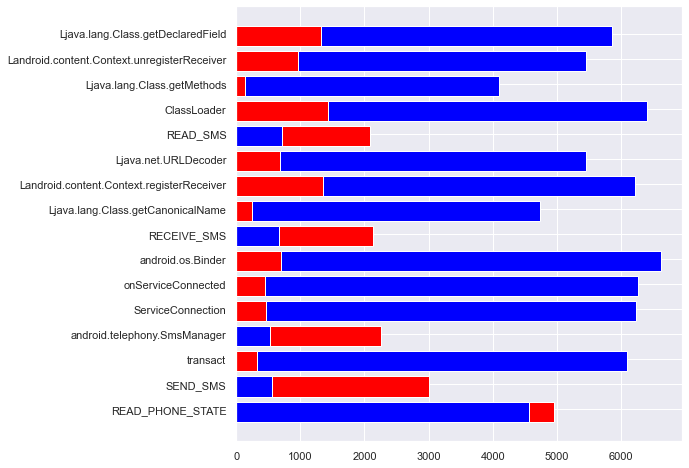 Ljava.lang.Class.getDeclaredField
Landroid.content.Context.unregisterReceiver
Ljava.lang.Class.getMethods
ClassLoader
READ_SMS
Ljava.net.URLDecoder
Landroid.content.Context.registerReceiver
Ljava.lang.Class.getCanonicalName
RECEIVE_SMS
android.os.Binder
onServiceConnected
ServiceConnection
android.telephony.SmsManager
transact
SEND_SMS
READ_PHONE_STATE
0 1000 2000 3000 4000 5000 6000